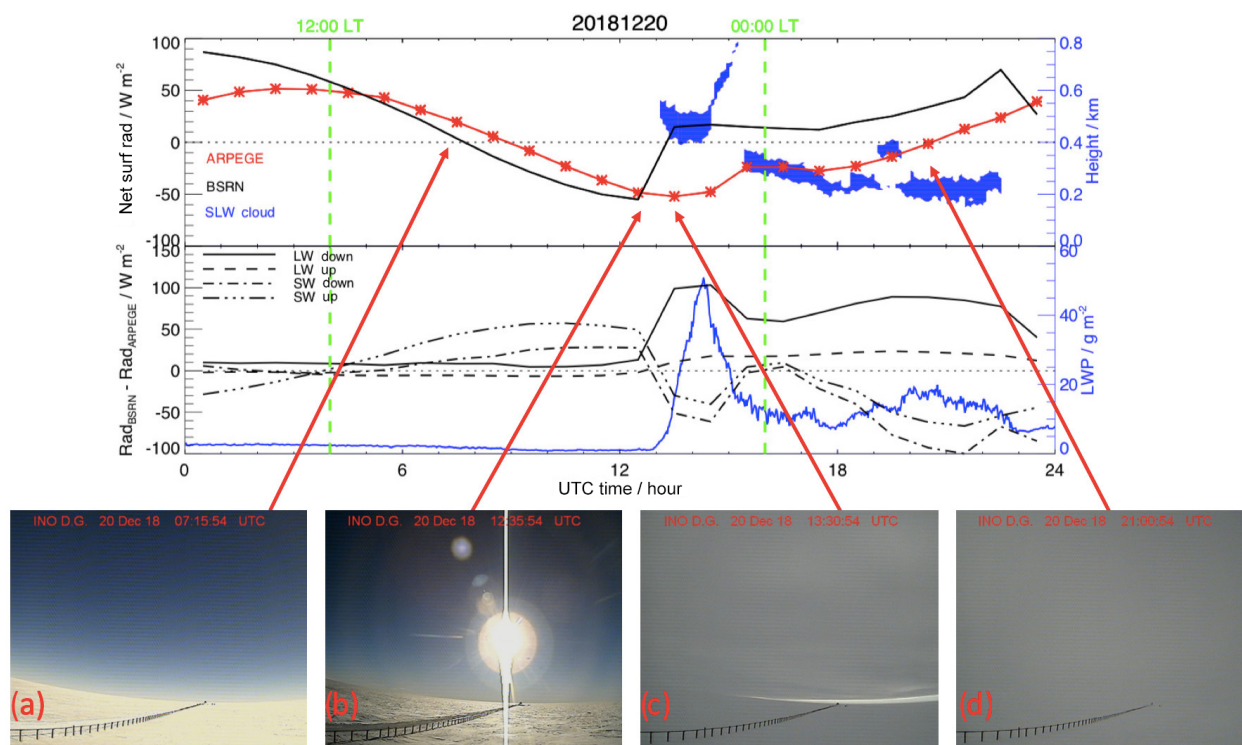 20181220
12:00 LT
00:00 LT
Net surf rad / W m-2
100
50
0
-50
-100
ARPEGE
BSRN
SLW cloud
0.8
0.6
0.4
0.2
0.0
Height / km
RadBSRN - RadARPEGE / W m-2
150
100
50
0
-50
-100
LW down
LW up
SW down
SW up
60
40
20
0
LWP / g m-2
0
6
12
18
24
UTC time / hour
INO D.G. 20 Dec 18 07:15:54 UTC
(a)
INO D.G. 20 Dec 18 12:35:54 UTC
(b)
INO D.G. 20 Dec 18 13:30:54 UTC
(c)
INO D.G. 20 Dec 18 21:00:54 UTC
(d)